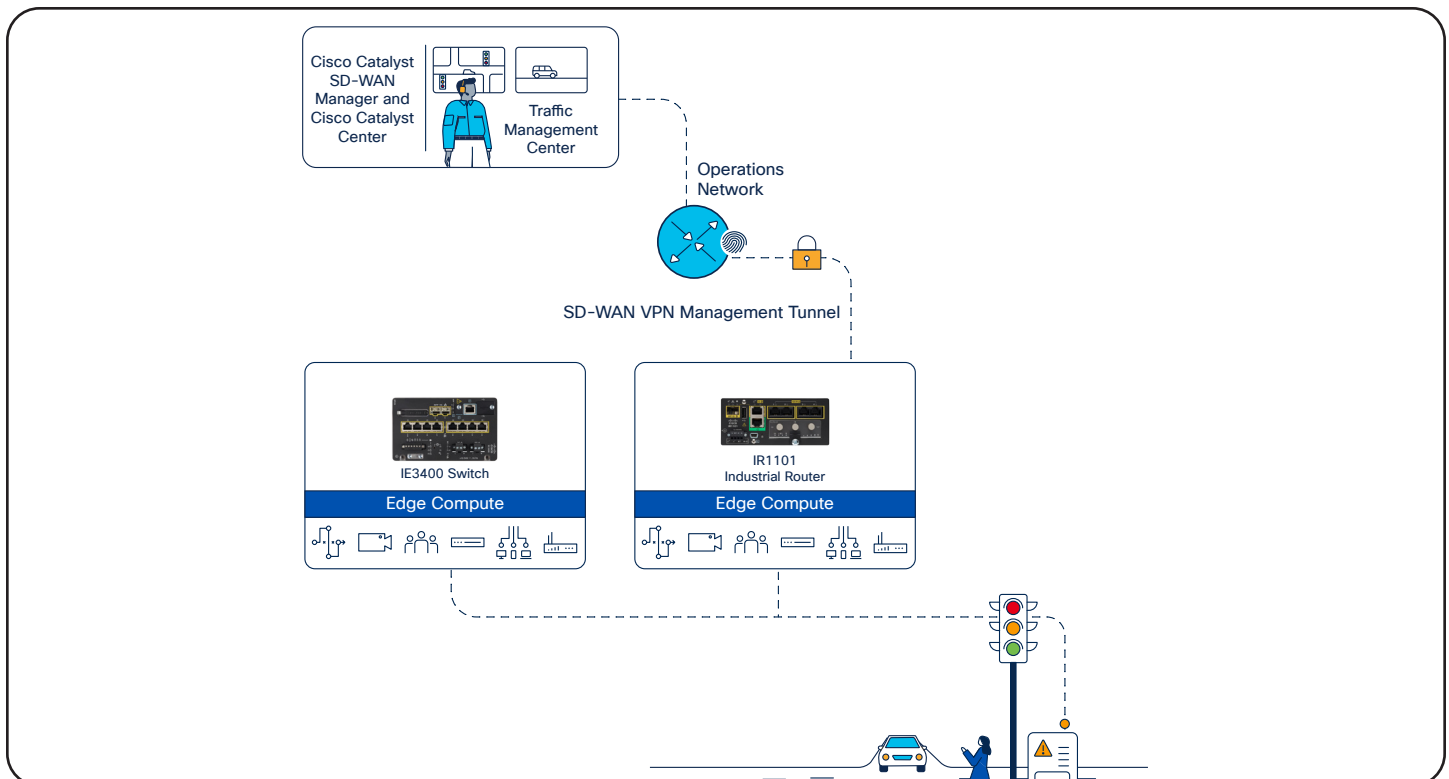 Cisco Catalyst
SD-WAN
Manager and
Cisco Catalyst
Center
Traffic
Management
Center
Operations
Network
SD-WAN VPN Management Tunnel
IE3400 Switch
Edge Compute
IR1101
Industrial Router
Edge Compute